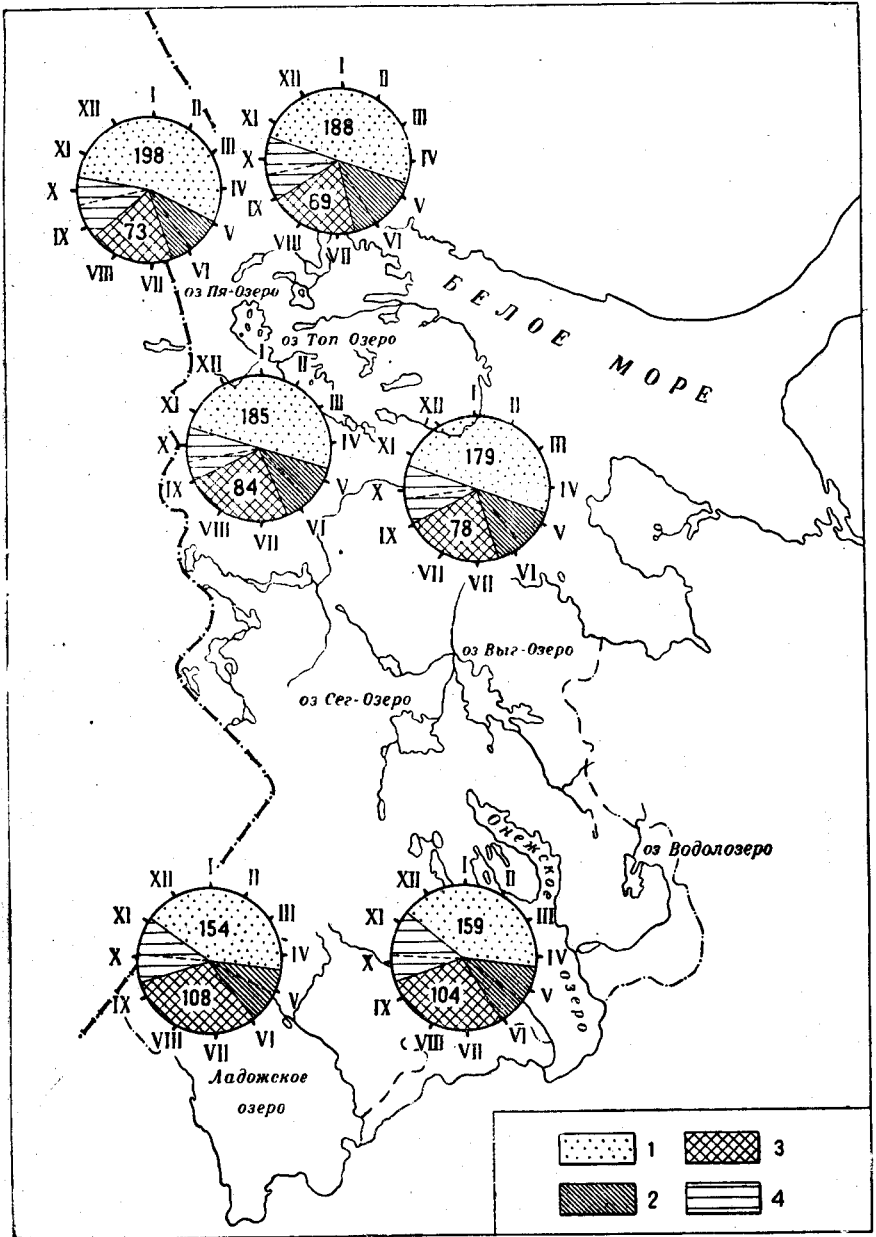 I
II
III
IV
V
VI
VII
VIII
IX
X
XI
XII
198
73
I
II
III
IV
V
VI
VII
VIII
IX
X
XI
XII
188
69
оз Пя-Озеро
оз Топ Озеро
БЕЛОЕ
МОРЕ
I
II
III
IV
V
VI
VII
VIII
IX
X
XI
XII
185
84
I
II
III
IV
V
VI
VII
VII
IX
X
XI
XII
179
78
оз Выг-Озеро
оз Сег-Озеро
Онежское
озеро
оз Водолозеро
I
II
III
IV
V
VI
VII
VIII
IX
X
XI
XII
154
108
I
II
III
IV
V
VI
VII
VIII
IX
X
XI
XII
159
104
Ладожское
озеро
1
3
2
4